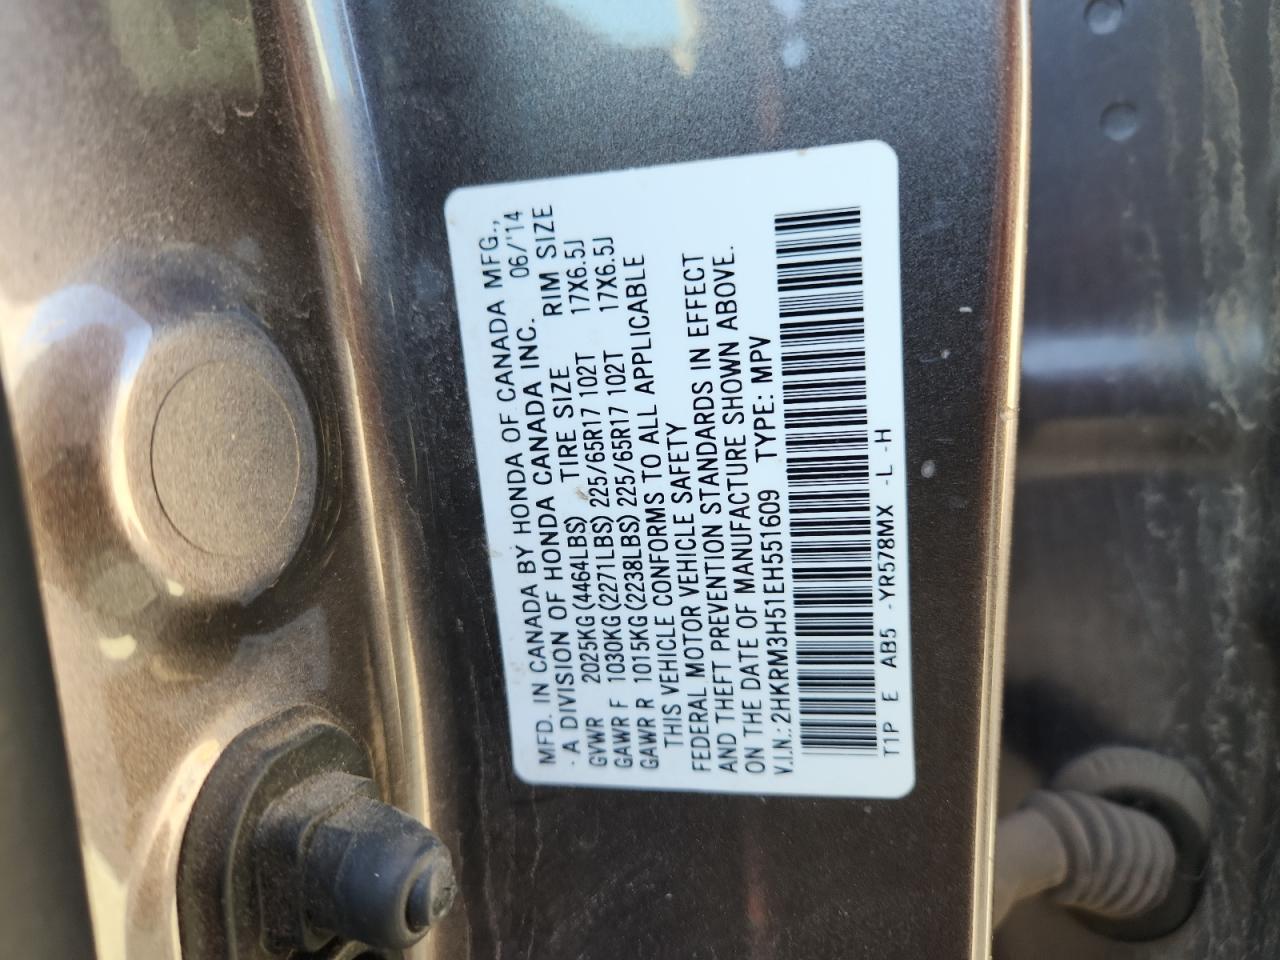 MFD. IN CANADA BY HONDA OF CANADA MFG.,
· A DIVISION OF HONDA CANADA INC. 06/'14
GVWR 2025KG(4464LBS) TIRE SIZE RIM SIZE
GAWR F 1030KG(2271LBS) 225/65R17 102T 17X6.5J
GAWR R 1015KG(2238LBS) 225/65R17 102T 17X6.5J
THIS VEHICLE CONFORMS TO ALL APPLICABLE
FEDERAL MOTOR VEHICLE SAFETY
AND THEFT PREVENTION STANDARDS IN EFFECT
ON THE DATE OF MANUFACTURE SHOWN ABOVE.
V.I.N.:2HKRM3H51EH551609 TYPE: MPV
T1P E AB5 -YR578MX -L -H